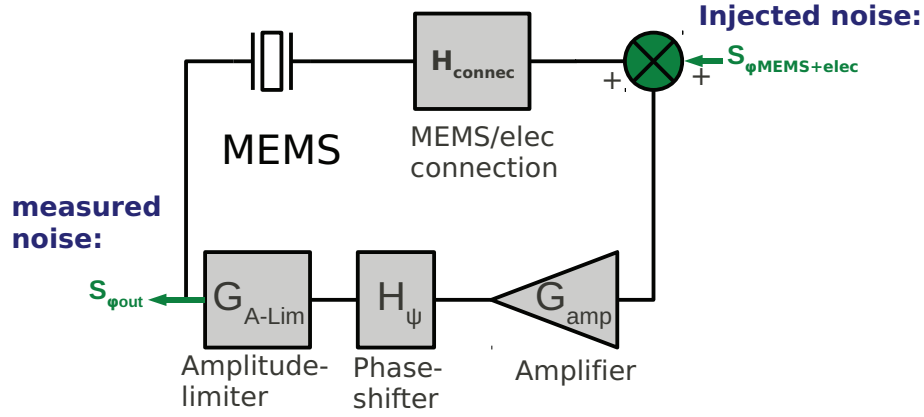 Injected noise:
H connec
+
+
S φMEMS+elec
MEMS
MEMS/elec
connection
measured
noise:
S φout
G A-Lim
H ψ
G amp
Amplitude-
limiter
Phase-
shifter
Amplifier